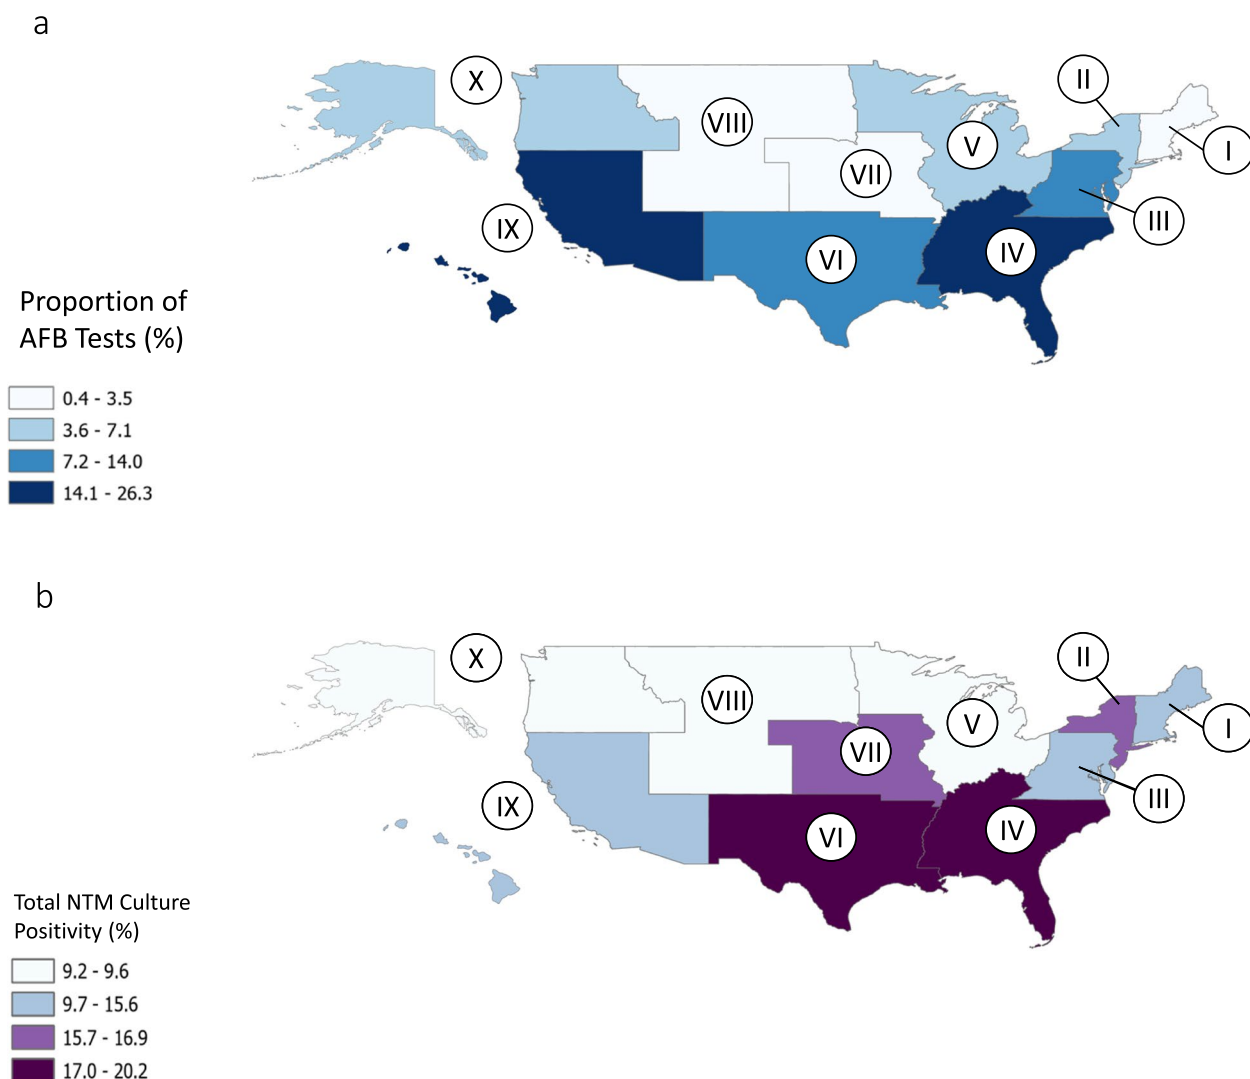 a
X
VIII
II
V
I
VII
IX
III
VI
IV
Proportion of
AFB Tests (%)
0.4 - 3.5
3.6 - 7.1
7.2 - 14.0
14.1 - 26.3
b
X
VIII
II
V
I
VII
IX
III
VI
IV
Total NTM Culture
Positivity (%)
9.2 - 9.6
9.7 - 15.6
15.7 - 16.9
17.0 - 20.2